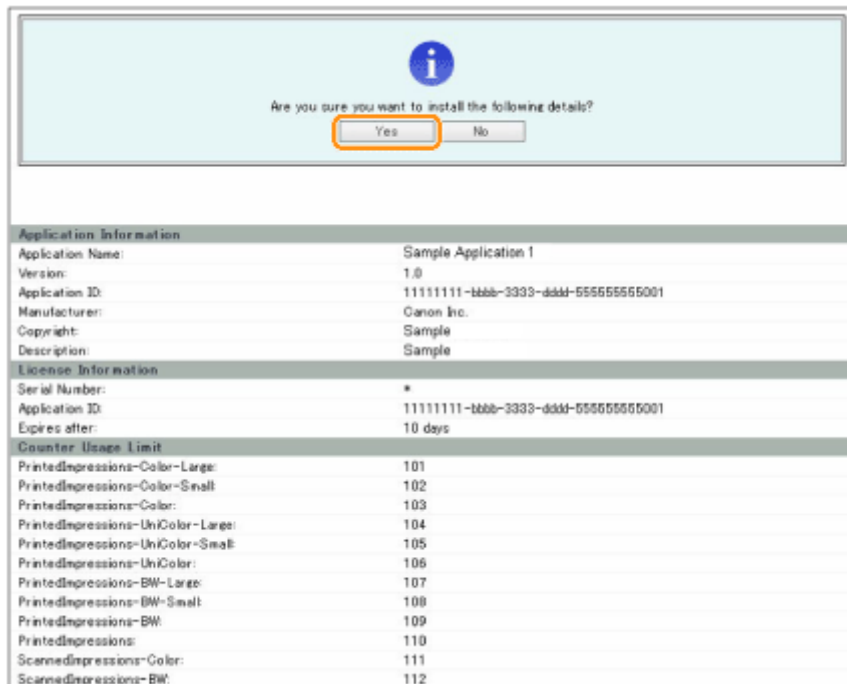 i
Are you sure you want to install the following details?
Yes No
Application Information
Application Name: Sample Application 1
Version: 1.0
Application ID: 11111111-bbbb-3333-dddd-555555555001
Manufacturer: Canon Inc.
Copyright: Sample
Description: Sample
License Information
Serial Number: *
Application ID: 11111111-bbbb-3333-dddd-555555555001
Expires after: 10 days
Counter Usage Limit
PrintedImpressions-Color-Large: 101
PrintedImpressions-Color-Small: 102
PrintedImpressions-Color: 103
PrintedImpressions-UniColor-Large: 104
PrintedImpressions-UniColor-Small: 105
PrintedImpressions-UniColor: 106
PrintedImpressions-BW-Large: 107
PrintedImpressions-BW-Small: 108
PrintedImpressions-BW: 109
PrintedImpressions: 110
ScannedImpressions-Color: 111
ScannedImpressions-BW: 112